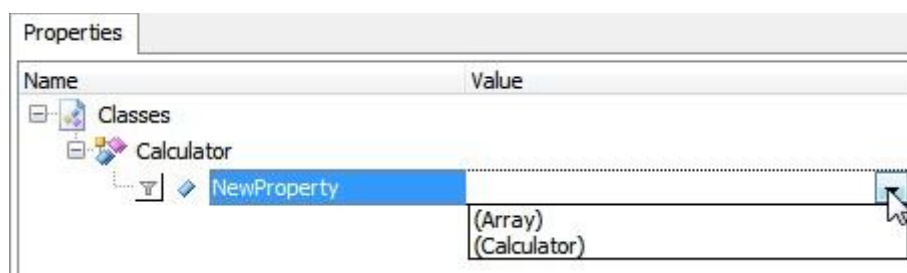 Properties
Name Value
Classes
Calculator
NewProperty
(Array)
(Calculator)